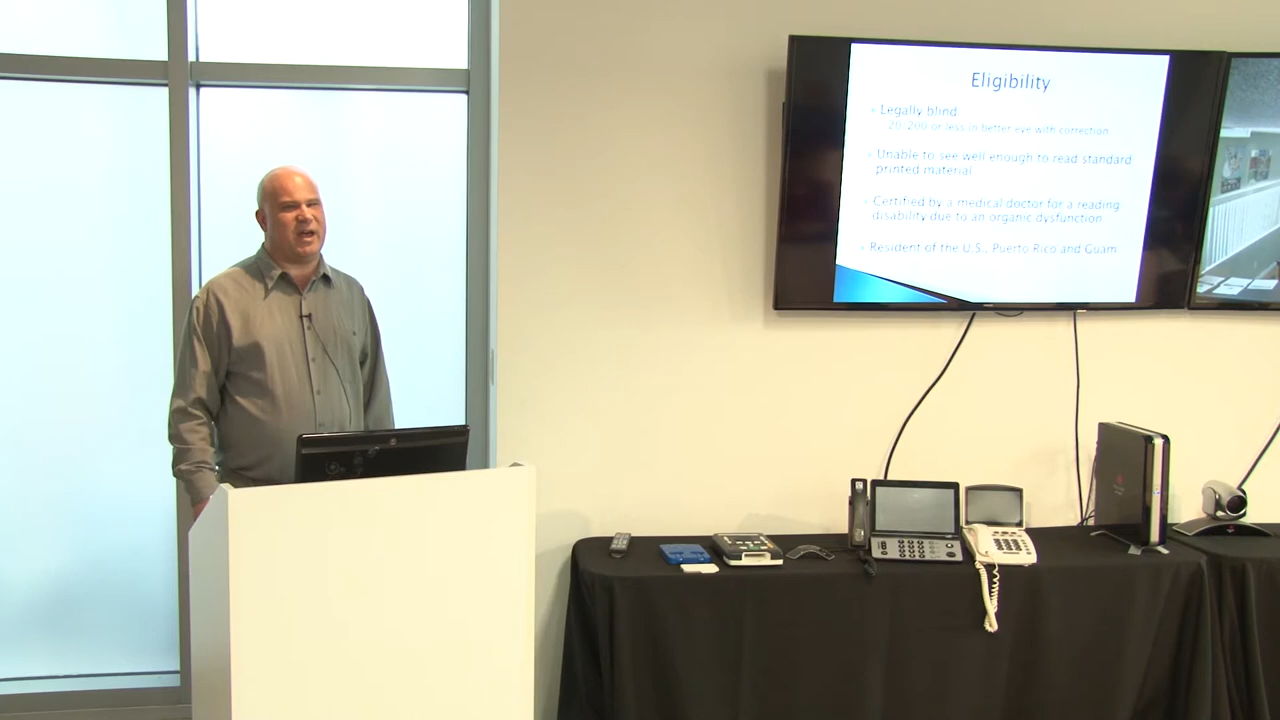 Eligibility
Legally blind
20/200 or less in better eye with correction
Unable to see well enough to read standard
printed material
Certified by a medical doctor for a reading
disability due to an organic dysfunction
Resident of the U.S., Puerto Rico and Guam